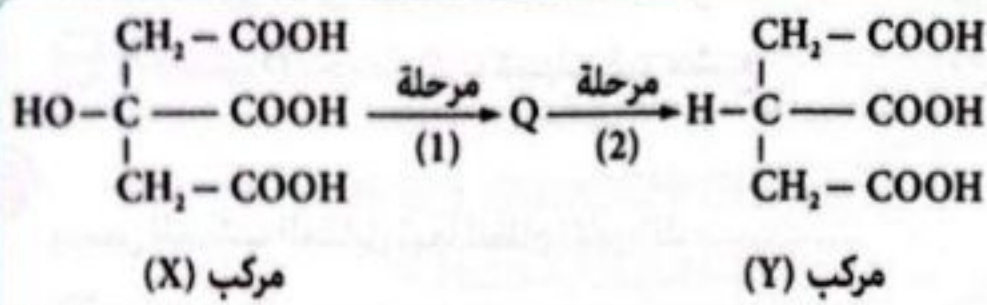 CH₂ – COOH CH₂ – COOH
HO – C — COOH مرحلة (1) Q مرحلة (2) H – C — COOH
CH₂ – COOH CH₂ – COOH
مركب (X) مركب (Y)